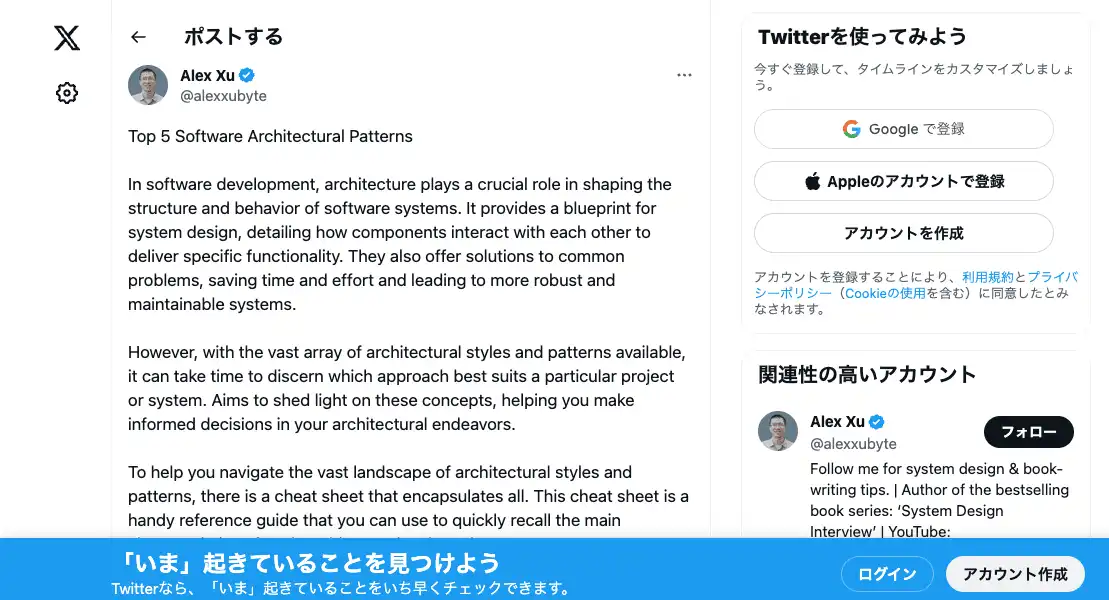 ポストする
Alex Xu
@alexxubyte
Top 5 Software Architectural Patterns
In software development, architecture plays a crucial role in shaping the
structure and behavior of software systems. It provides a blueprint for
system design, detailing how components interact with each other to
deliver specific functionality. They also offer solutions to common
problems, saving time and effort and leading to more robust and
maintainable systems.
However, with the vast array of architectural styles and patterns available,
it can take time to discern which approach best suits a particular project
or system. Aims to shed light on these concepts, helping you make
informed decisions in your architectural endeavors.
To help you navigate the vast landscape of architectural styles and
patterns, there is a cheat sheet that encapsulates all. This cheat sheet is a
handy reference guide that you can use to quickly recall the main
Twitterを使ってみよう
今すぐ登録して、タイムラインをカスタマイズしましょ
う。
Google で登録
Appleのアカウントで登録
アカウントを作成
アカウントを登録することにより、利用規約とプライバ
シーポリシー（Cookieの使用を含む）に同意したとみ
なされます。
関連性の高いアカウント
Alex Xu
@alexxubyte
フォロー
Follow me for system design & book-
writing tips. | Author of the bestselling
book series: ‘System Design
Interview’ | YouTube:
「いま」起きていることを見つけよう
Twitterなら、「いま」起きていることをいち早くチェックできます。
ログイン
アカウント作成